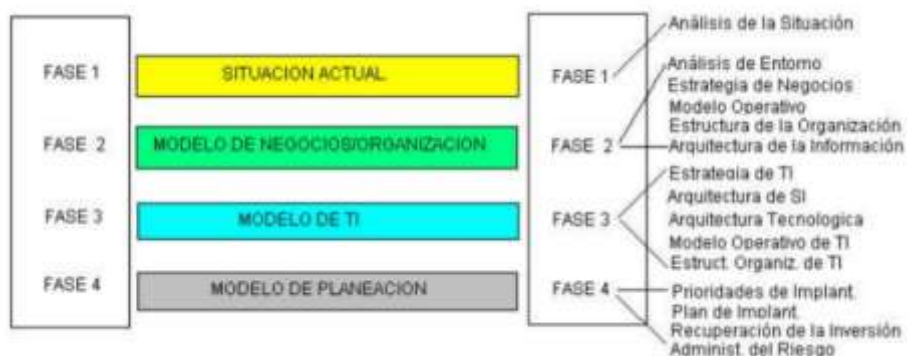 FASE 1
SITUACION ACTUAL
FASE 1
Análisis de la Situación
FASE 2
MODELO DE NEGOCIOS/ORGANIZACION
FASE 2
Análisis de Entorno
Estrategia de Negocios
Modelo Operativo
Estructura de la Organización
Arquitectura de la Información
FASE 3
MODELO DE TI
FASE 3
Estrategia de TI
Arquitectura de SI
Arquitectura Tecnologica
Modelo Operativo de TI
Estruct. Organiz. de TI
FASE 4
MODELO DE PLANEACION
FASE 4
Prioridades de Implant.
Plan de Implant.
Recuperación de la Inversión
Administ. del Riesgo